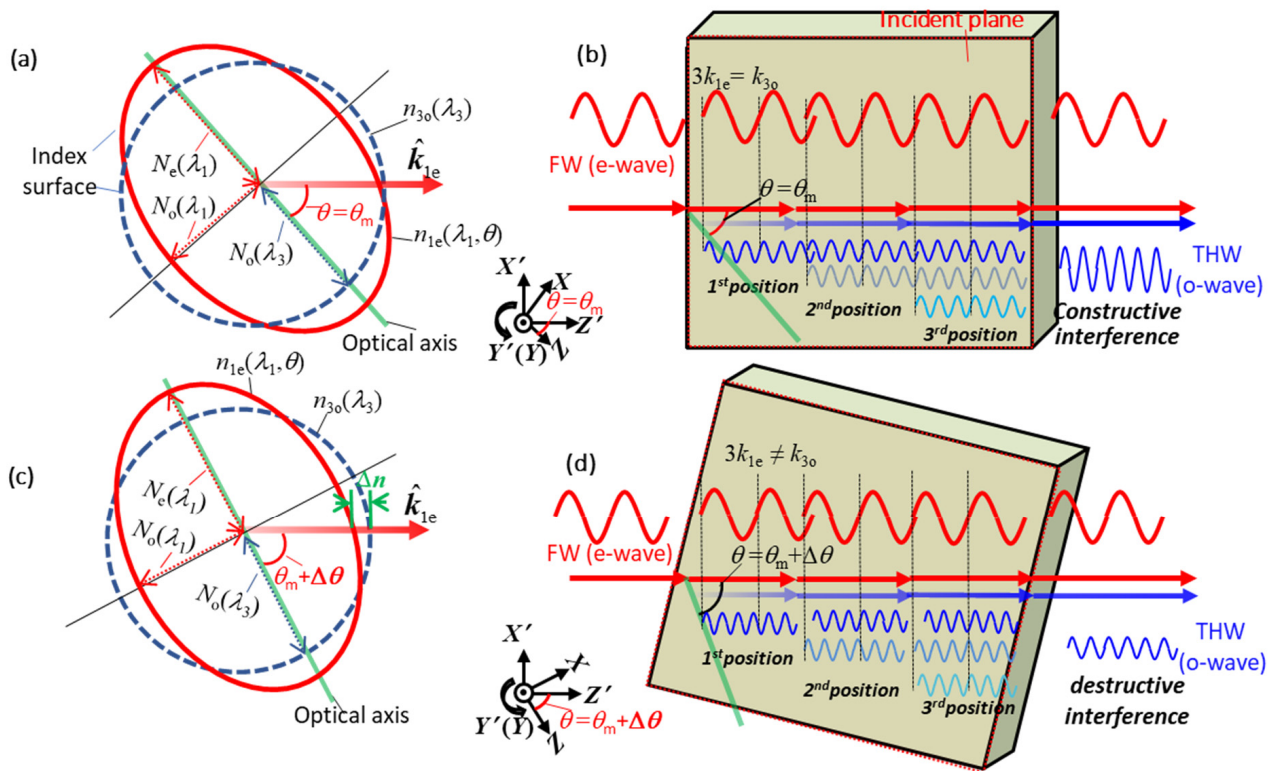 (a)
Index
surface
Nₑ(λ₁)
Nₒ(λ₁)
Nₒ(λ₃)
n₃ₒ(λ₃)
k̂₁ₑ
θ = θₘ
n₁ₑ(λ₁, θ)
Optical axis
X′
X
θ = θₘ
Z′
Y′(Y)
Z
(b)
Incident plane
3k₁ₑ = k₃ₒ
FW (e-wave)
θ = θₘ
1st position
2nd position
3rd position
THW
(o-wave)
Constructive
interference
(c)
n₁ₑ(λ₁, θ)
n₃ₒ(λ₃)
Nₑ(λ₁)
Nₒ(λ₁)
Nₒ(λ₃)
Δn
k̂₁ₑ
θₘ+Δθ
Optical axis
X′
X
Z′
Y′(Y)
Z
θ = θₘ+Δθ
(d)
3k₁ₑ ≠ k₃ₒ
FW (e-wave)
θ = θₘ+Δθ
1st position
2nd position
3rd position
THW
(o-wave)
destructive
interference